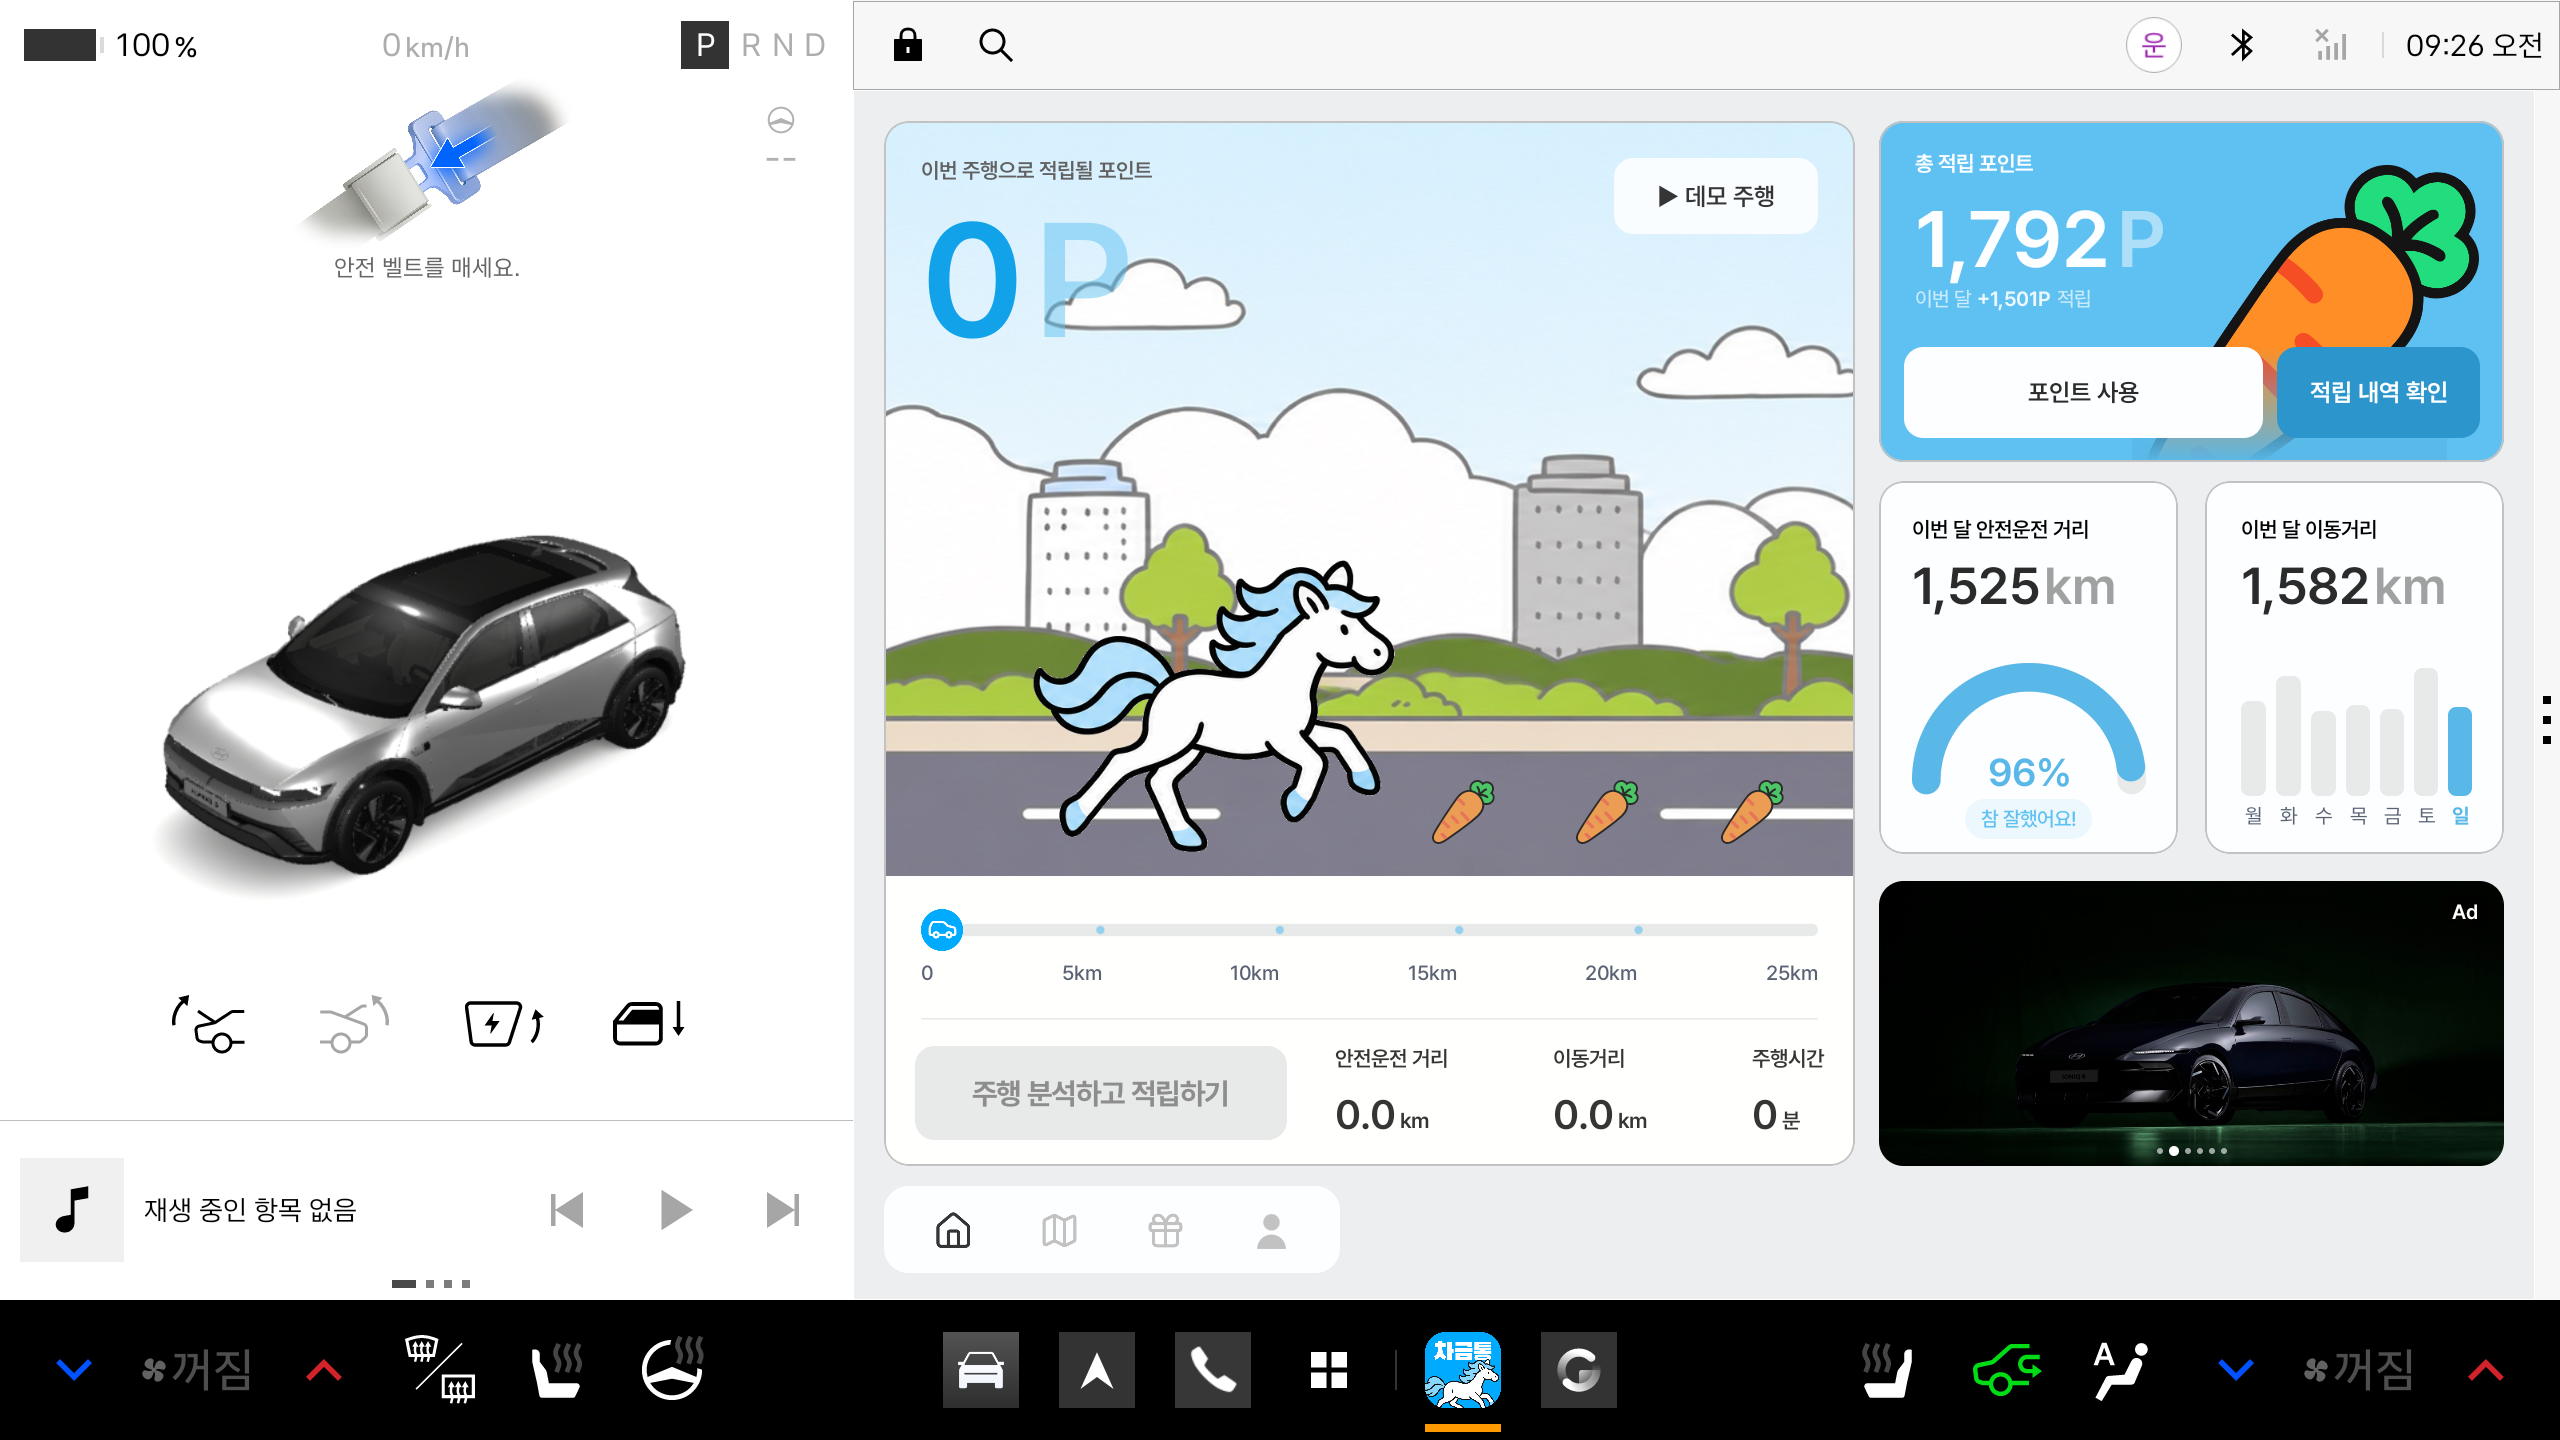 100 %
0 km/h
P R N D
운
09:26 오전
안전 벨트를 매세요.
재생 중인 항목 없음
이번 주행으로 적립될 포인트
0 P
▶ 데모 주행
0 5km 10km 15km 20km 25km
주행 분석하고 적립하기
안전운전 거리
0.0 km
이동거리
0.0 km
주행시간
0 분
총 적립 포인트
1,792 P
이번 달 +1,501P 적립
포인트 사용
적립 내역 확인
이번 달 안전운전 거리
1,525 km
96%
참 잘했어요!
이번 달 이동거리
1,582 km
월 화 수 목 금 토 일
Ad
꺼짐
차금통
G
A
꺼짐